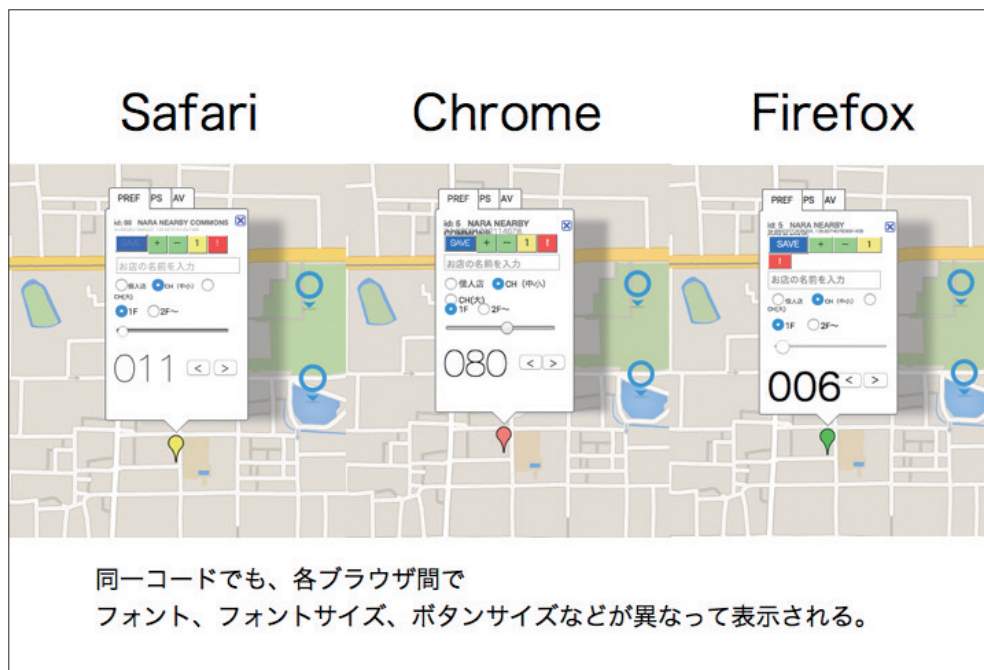 Safari
Chrome
Firefox
PREF PS AV
id: 68 NARA NEARBY COMMONS
SAVE + − 1 !
お店の名前を入力
個人店 CH (中小)
CH(大)
1F 2F〜
011 < >
PREF PS AV
id: 5 NARA NEARBY
SAVE + − 1 !
お店の名前を入力
個人店 CH (中小)
CH(大)
1F 2F〜
080 < >
PREF PS AV
id: 5 NARA NEARBY
SAVE + − 1
!
お店の名前を入力
個人店 CH (中小)
CH(大)
1F 2F〜
006 < >
同一コードでも、各ブラウザ間で
フォント、フォントサイズ、ボタンサイズなどが異なって表示される。